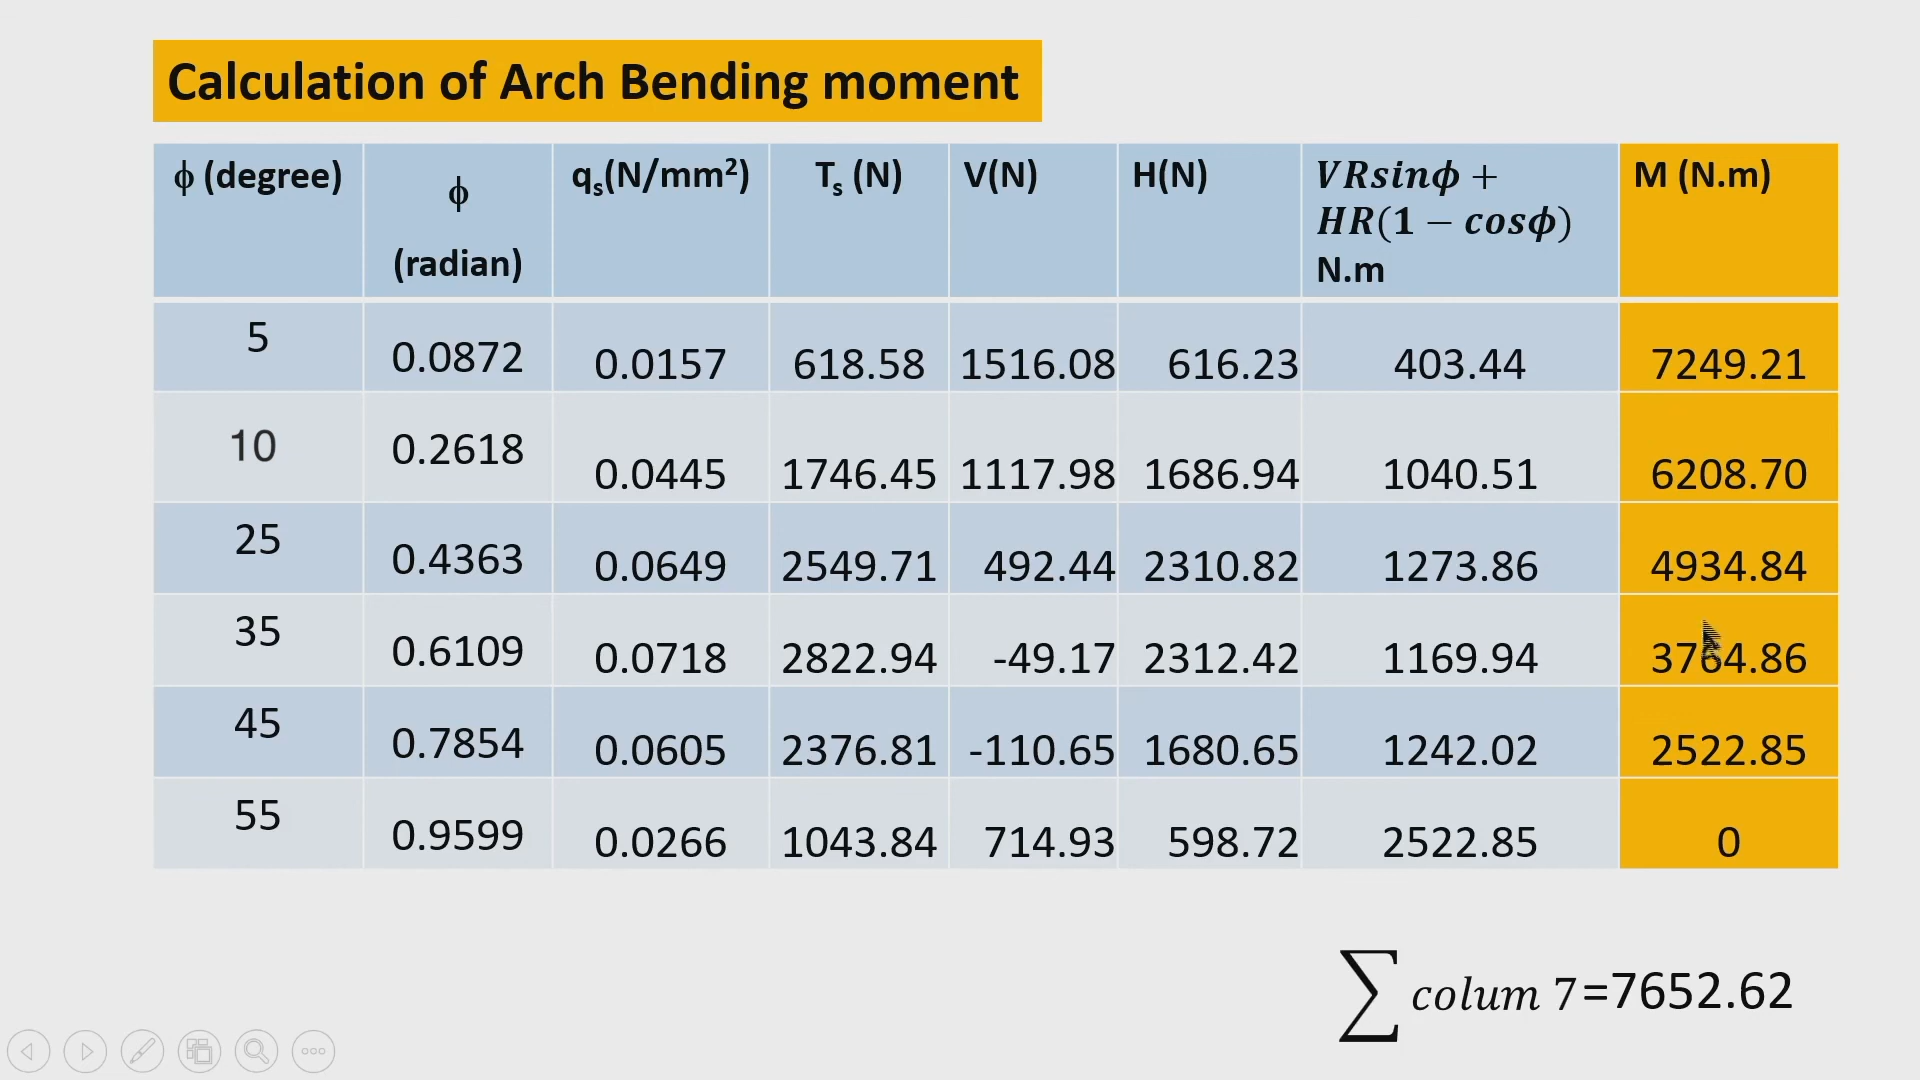 Calculation of Arch Bending moment
ϕ (degree) ϕ (radian) qs(N/mm²) Ts (N) V(N) H(N) VRsinϕ + HR(1 − cosϕ) N.m M (N.m)
5 0.0872 0.0157 618.58 1516.08 616.23 403.44 7249.21
10 0.2618 0.0445 1746.45 1117.98 1686.94 1040.51 6208.70
25 0.4363 0.0649 2549.71 492.44 2310.82 1273.86 4934.84
35 0.6109 0.0718 2822.94 -49.17 2312.42 1169.94 3764.86
45 0.7854 0.0605 2376.81 -110.65 1680.65 1242.02 2522.85
55 0.9599 0.0266 1043.84 714.93 598.72 2522.85 0
∑ colum 7=7652.62